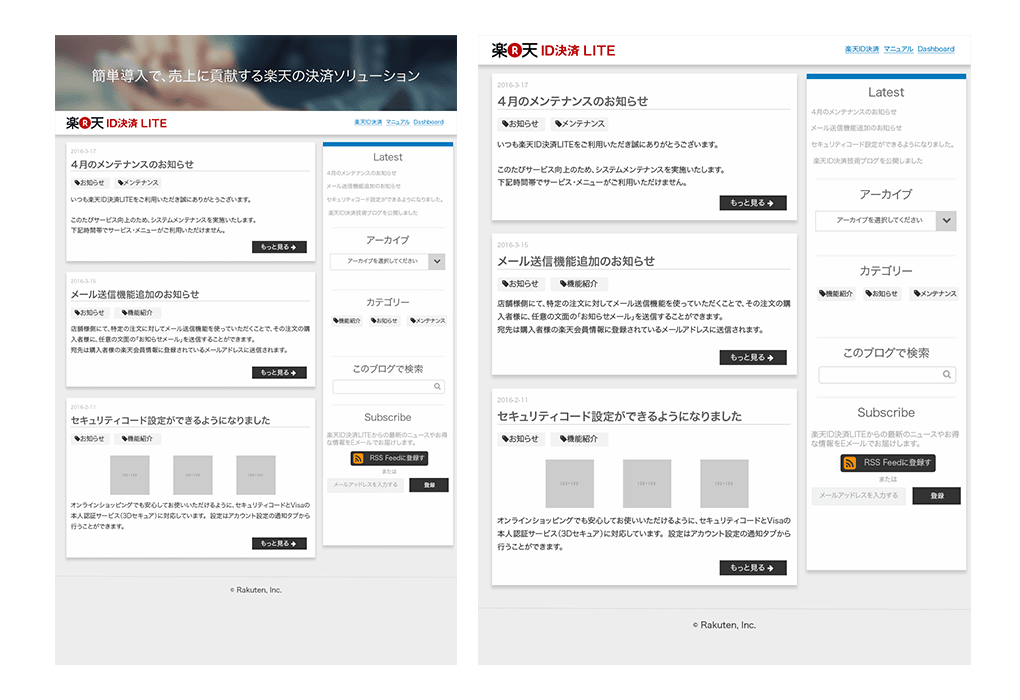 簡単導入で、売上に貢献する楽天の決済ソリューション
楽R天 ID決済 LITE
楽天ID決済 マニュアル Dashboard
2016-3-17
４月のメンテナンスのお知らせ
お知らせ メンテナンス
いつも楽天ID決済LITEをご利用いただき誠にありがとうございます。
このたびサービス向上のため、システムメンテナンスを実施いたします。
下記時間帯でサービス・メニューがご利用いただけません。
もっと見る
2016-3-15
メール送信機能追加のお知らせ
お知らせ 機能紹介
店舗様側にて、特定の注文に対してメール送信機能を使っていただくことで、その注文の購
入者様に、任意の文面の「お知らせメール」を送信することができます。
宛先は購入者様の楽天会員情報に登録されているメールアドレスに送信されます。
もっと見る
2016-2-11
セキュリティコード設定ができるようになりました
お知らせ 機能紹介
100×100 100×100 100×100
オンラインショッピングでも安心してお使いいただけるように、セキュリティコードとVisaの
本人認証サービス（3Dセキュア）に対応しています。 設定はアカウント設定の通知タブから
行うことができます。
もっと見る
Latest
４月のメンテナンスのお知らせ
メール送信機能追加のお知らせ
セキュリティコード設定ができるようになりました。
楽天ID決済技術ブログを公開しました
アーカイブ
アーカイブを選択してください
カテゴリー
機能紹介 お知らせ メンテナンス
このブログで検索
Subscribe
楽天ID決済LITEからの最新のニュースやお得
な情報をEメールでお届けします。
RSS Feedに登録す
または
メールアドレスを入力する 登録
© Rakuten, Inc.
楽R天 ID決済 LITE
楽天ID決済 マニュアル Dashboard
2016-3-17
４月のメンテナンスのお知らせ
お知らせ メンテナンス
いつも楽天ID決済LITEをご利用いただき誠にありがとうございます。
このたびサービス向上のため、システムメンテナンスを実施いたします。
下記時間帯でサービス・メニューがご利用いただけません。
もっと見る
2016-3-15
メール送信機能追加のお知らせ
お知らせ 機能紹介
店舗様側にて、特定の注文に対してメール送信機能を使っていただくことで、その注文の購
入者様に、任意の文面の「お知らせメール」を送信することができます。
宛先は購入者様の楽天会員情報に登録されているメールアドレスに送信されます。
もっと見る
2016-2-11
セキュリティコード設定ができるようになりました
お知らせ 機能紹介
100×100 100×100 100×100
オンラインショッピングでも安心してお使いいただけるように、セキュリティコードとVisaの
本人認証サービス（3Dセキュア）に対応しています。 設定はアカウント設定の通知タブから
行うことができます。
もっと見る
Latest
４月のメンテナンスのお知らせ
メール送信機能追加のお知らせ
セキュリティコード設定ができるようになりました。
楽天ID決済技術ブログを公開しました
アーカイブ
アーカイブを選択してください
カテゴリー
機能紹介 お知らせ メンテナンス
このブログで検索
Subscribe
楽天ID決済LITEからの最新のニュースやお得
な情報をEメールでお届けします。
RSS Feedに登録す
または
メールアッドレスを入力する 登録
© Rakuten, Inc.